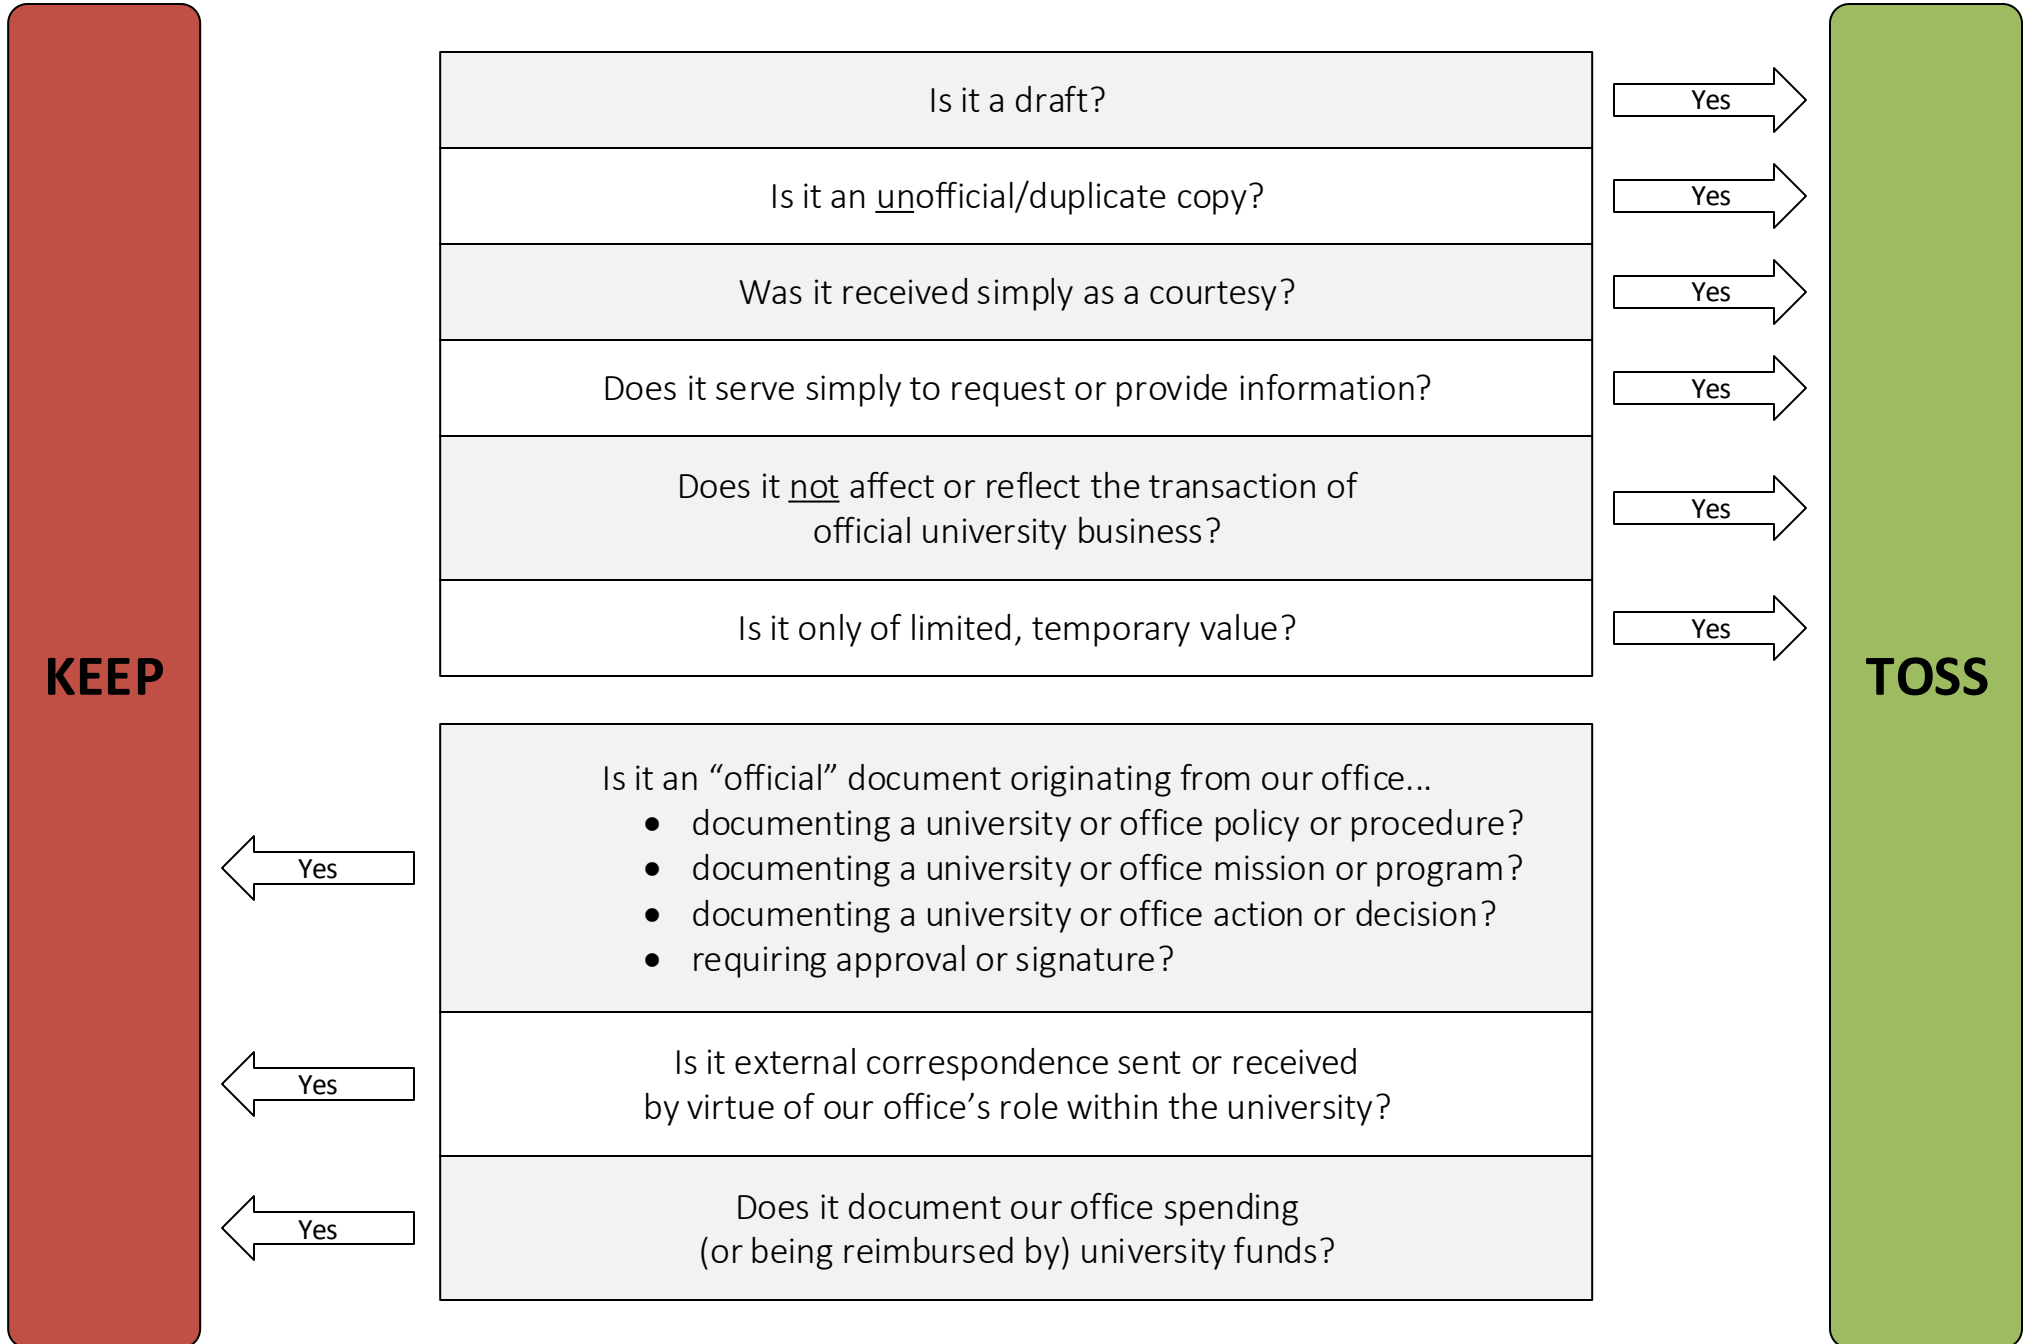 Is it a draft?
Yes
Is it an unofficial/duplicate copy?
Yes
Was it received simply as a courtesy?
Yes
Does it serve simply to request or provide information?
Yes
Does it not affect or reflect the transaction of
official university business?
Yes
Is it only of limited, temporary value?
Yes
KEEP
TOSS
Is it an “official” document originating from our office...
• documenting a university or office policy or procedure?
• documenting a university or office mission or program?
• documenting a university or office action or decision?
• requiring approval or signature?
Yes
Is it external correspondence sent or received
by virtue of our office’s role within the university?
Yes
Does it document our office spending
(or being reimbursed by) university funds?
Yes